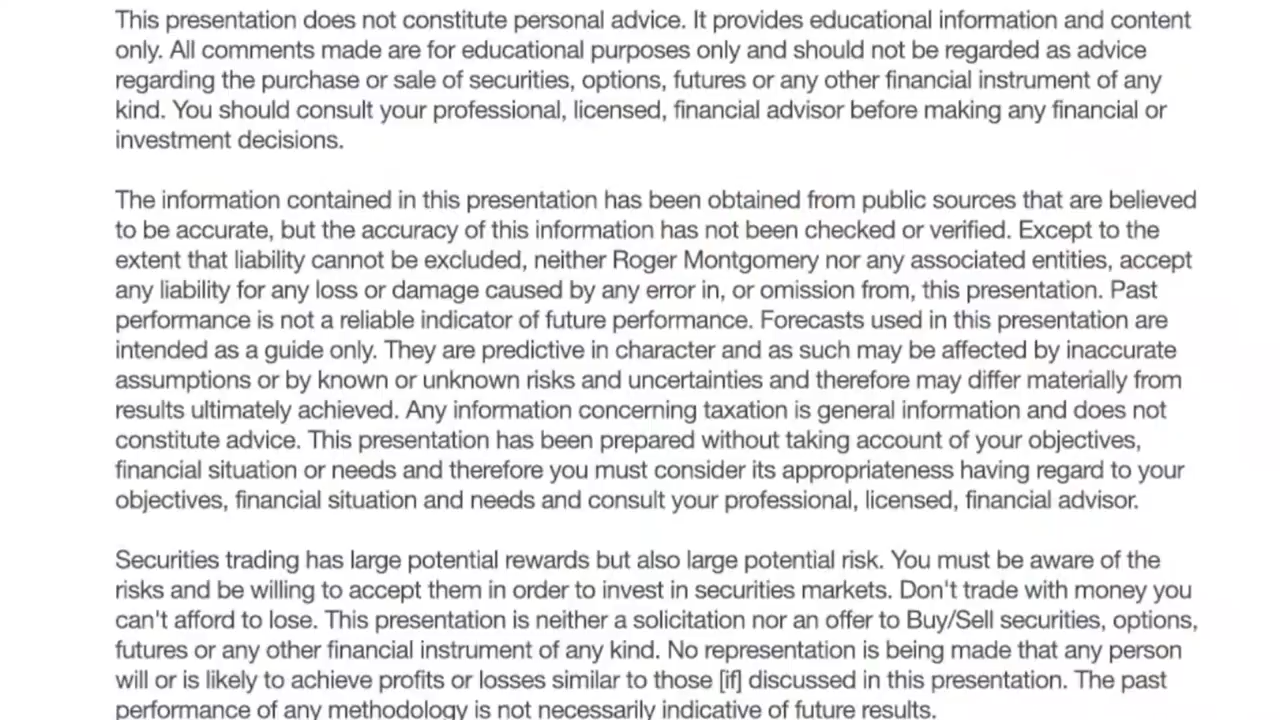 This presentation does not constitute personal advice. It provides educational information and content
only. All comments made are for educational purposes only and should not be regarded as advice
regarding the purchase or sale of securities, options, futures or any other financial instrument of any
kind. You should consult your professional, licensed, financial advisor before making any financial or
investment decisions.
The information contained in this presentation has been obtained from public sources that are believed
to be accurate, but the accuracy of this information has not been checked or verified. Except to the
extent that liability cannot be excluded, neither Roger Montgomery nor any associated entities, accept
any liability for any loss or damage caused by any error in, or omission from, this presentation. Past
performance is not a reliable indicator of future performance. Forecasts used in this presentation are
intended as a guide only. They are predictive in character and as such may be affected by inaccurate
assumptions or by known or unknown risks and uncertainties and therefore may differ materially from
results ultimately achieved. Any information concerning taxation is general information and does not
constitute advice. This presentation has been prepared without taking account of your objectives,
financial situation or needs and therefore you must consider its appropriateness having regard to your
objectives, financial situation and needs and consult your professional, licensed, financial advisor.
Securities trading has large potential rewards but also large potential risk. You must be aware of the
risks and be willing to accept them in order to invest in securities markets. Don't trade with money you
can't afford to lose. This presentation is neither a solicitation nor an offer to Buy/Sell securities, options,
futures or any other financial instrument of any kind. No representation is being made that any person
will or is likely to achieve profits or losses similar to those [if] discussed in this presentation. The past
performance of any methodology is not necessarily indicative of future results.